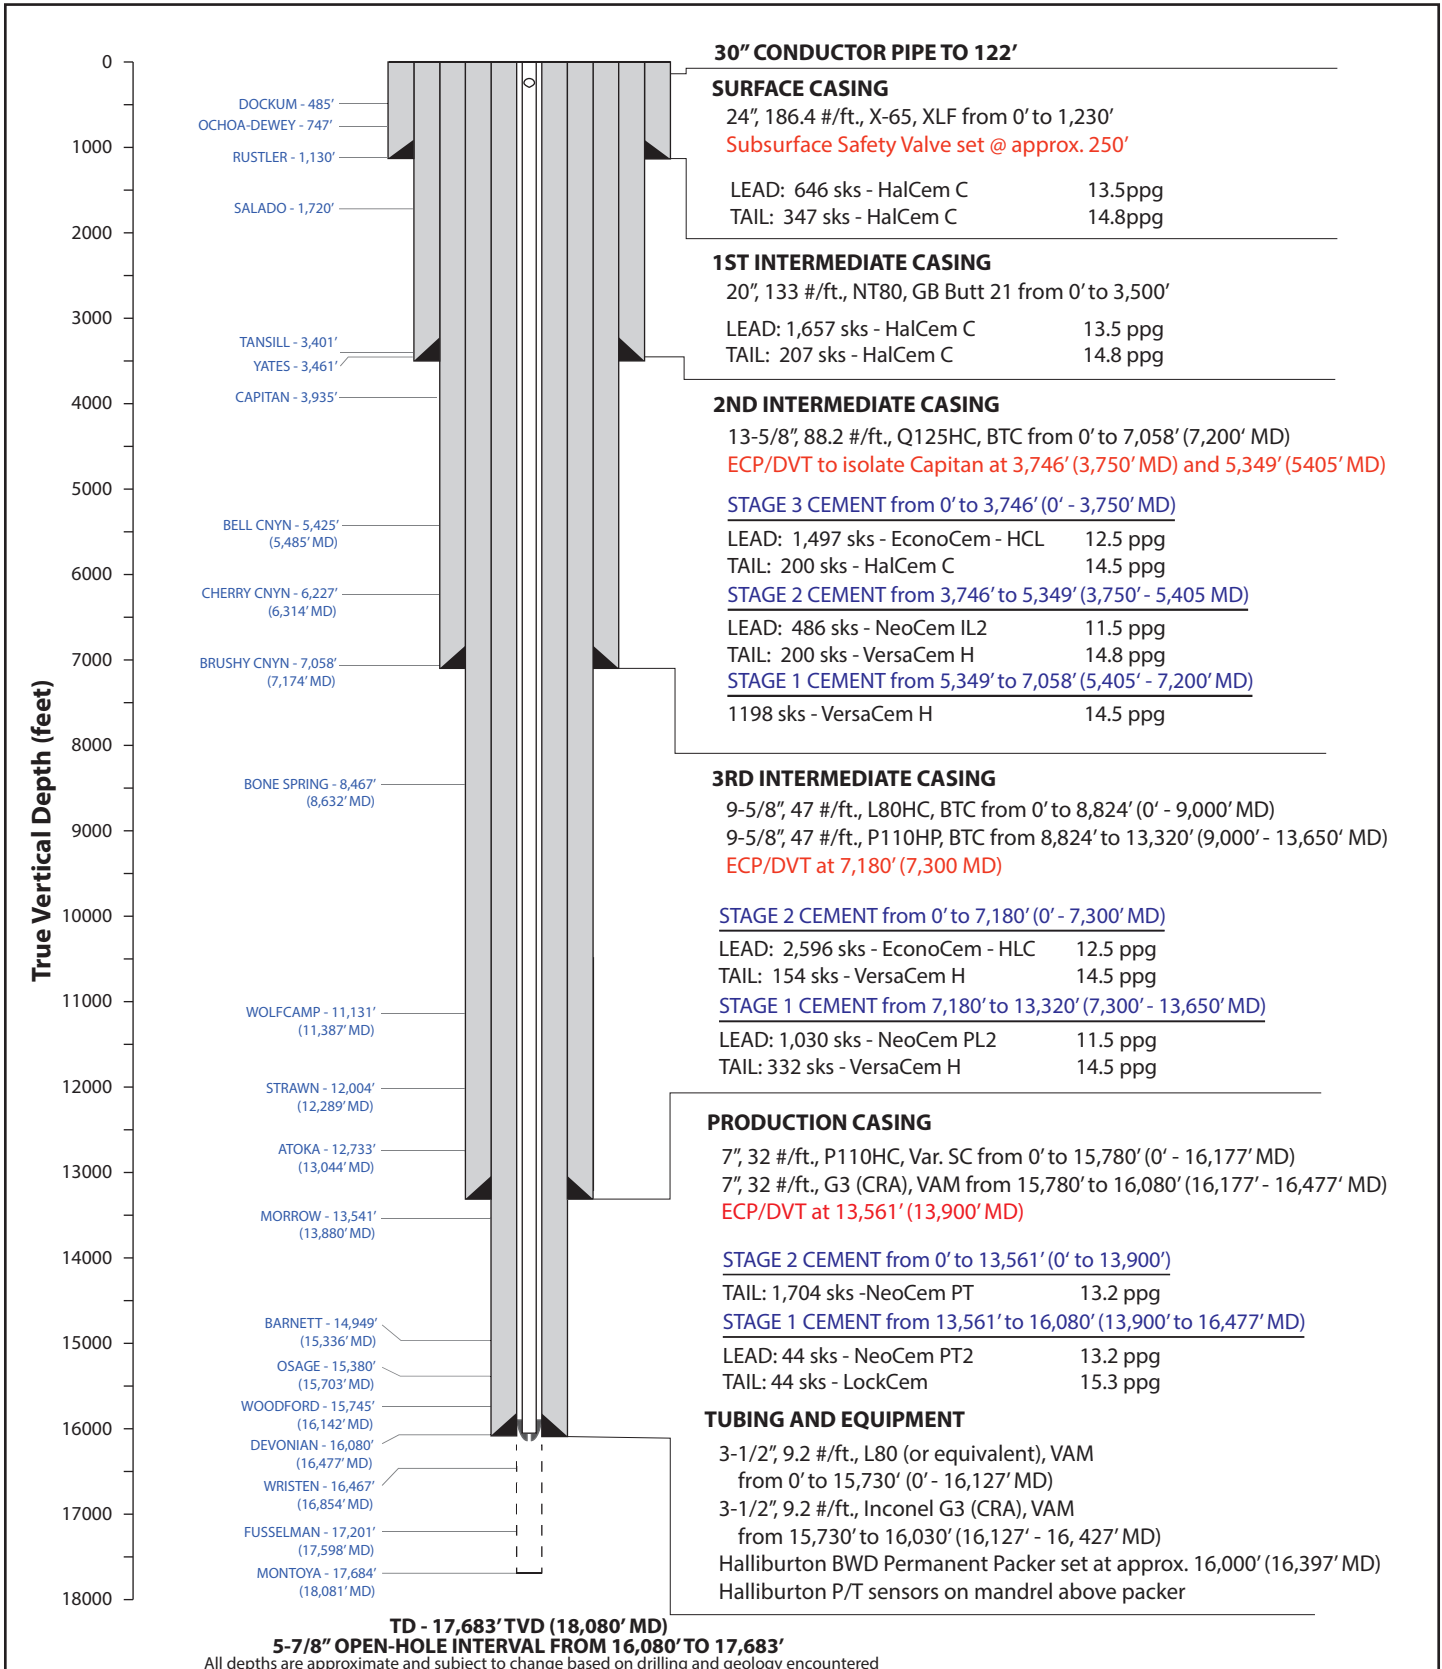 True Vertical Depth (feet)
0
1000
2000
3000
4000
5000
6000
7000
8000
9000
10000
11000
12000
13000
14000
15000
16000
17000
18000
DOCKUM - 485’
OCHOA-DEWEY - 747’
RUSTLER - 1,130’
SALADO - 1,720’
TANSILL - 3,401’
YATES - 3,461’
CAPITAN - 3,935’
BELL CNYN - 5,425’
(5,485’ MD)
CHERRY CNYN - 6,227’
(6,314’ MD)
BRUSHY CNYN - 7,058’
(7,174’ MD)
BONE SPRING - 8,467’
(8,632’ MD)
WOLFCAMP - 11,131’
(11,387’ MD)
STRAWN - 12,004’
(12,289’ MD)
ATOKA - 12,733’
(13,044’ MD)
MORROW - 13,541’
(13,880’ MD)
BARNETT - 14,949’
(15,336’ MD)
OSAGE - 15,380’
(15,703’ MD)
WOODFORD - 15,745’
(16,142’ MD)
DEVONIAN - 16,080’
(16,477’ MD)
WRISTEN - 16,467’
(16,854’ MD)
FUSSELMAN - 17,201’
(17,598’ MD)
MONTOYA - 17,684’
(18,081’ MD)
30” CONDUCTOR PIPE TO 122’
SURFACE CASING
24”, 186.4 #/ft., X-65, XLF from 0’ to 1,230’
Subsurface Safety Valve set @ approx. 250’
LEAD: 646 sks - HalCem C 13.5ppg
TAIL: 347 sks - HalCem C 14.8ppg
1ST INTERMEDIATE CASING
20”, 133 #/ft., NT80, GB Butt 21 from 0’ to 3,500’
LEAD: 1,657 sks - HalCem C 13.5 ppg
TAIL: 207 sks - HalCem C 14.8 ppg
2ND INTERMEDIATE CASING
13-5/8”, 88.2 #/ft., Q125HC, BTC from 0’ to 7,058’ (7,200‘ MD)
ECP/DVT to isolate Capitan at 3,746’ (3,750’ MD) and 5,349’ (5405’ MD)
STAGE 3 CEMENT from 0’ to 3,746’ (0‘ - 3,750’ MD)
LEAD: 1,497 sks - EconoCem - HCL 12.5 ppg
TAIL: 200 sks - HalCem C 14.5 ppg
STAGE 2 CEMENT from 3,746’ to 5,349’ (3,750’ - 5,405 MD)
LEAD: 486 sks - NeoCem IL2 11.5 ppg
TAIL: 200 sks - VersaCem H 14.8 ppg
STAGE 1 CEMENT from 5,349’ to 7,058’ (5,405‘ - 7,200’ MD)
1198 sks - VersaCem H 14.5 ppg
3RD INTERMEDIATE CASING
9-5/8”, 47 #/ft., L80HC, BTC from 0’ to 8,824’ (0‘ - 9,000’ MD)
9-5/8”, 47 #/ft., P110HP, BTC from 8,824’ to 13,320’ (9,000’ - 13,650‘ MD)
ECP/DVT at 7,180’ (7,300 MD)
STAGE 2 CEMENT from 0’ to 7,180’ (0’ - 7,300’ MD)
LEAD: 2,596 sks - EconoCem - HLC 12.5 ppg
TAIL: 154 sks - VersaCem H 14.5 ppg
STAGE 1 CEMENT from 7,180’ to 13,320’ (7,300’ - 13,650’ MD)
LEAD: 1,030 sks - NeoCem PL2 11.5 ppg
TAIL: 332 sks - VersaCem H 14.5 ppg
PRODUCTION CASING
7”, 32 #/ft., P110HC, Var. SC from 0’ to 15,780’ (0’ - 16,177’ MD)
7”, 32 #/ft., G3 (CRA), VAM from 15,780’ to 16,080’ (16,177’ - 16,477‘ MD)
ECP/DVT at 13,561’ (13,900’ MD)
STAGE 2 CEMENT from 0’ to 13,561’ (0‘ to 13,900’)
TAIL: 1,704 sks -NeoCem PT 13.2 ppg
STAGE 1 CEMENT from 13,561’ to 16,080’ (13,900’ to 16,477’ MD)
LEAD: 44 sks - NeoCem PT2 13.2 ppg
TAIL: 44 sks - LockCem 15.3 ppg
TUBING AND EQUIPMENT
3-1/2”, 9.2 #/ft., L80 (or equivalent), VAM
from 0’ to 15,730‘ (0’ - 16,127’ MD)
3-1/2”, 9.2 #/ft., Inconel G3 (CRA), VAM
from 15,730’ to 16,030’ (16,127‘ - 16, 427’ MD)
Halliburton BWD Permanent Packer set at approx. 16,000’ (16,397’ MD)
Halliburton P/T sensors on mandrel above packer
TD - 17,683’ TVD (18,080’ MD)
5-7/8” OPEN-HOLE INTERVAL FROM 16,080’ TO 17,683’
All depths are approximate and subject to change based on drilling and geology encountered